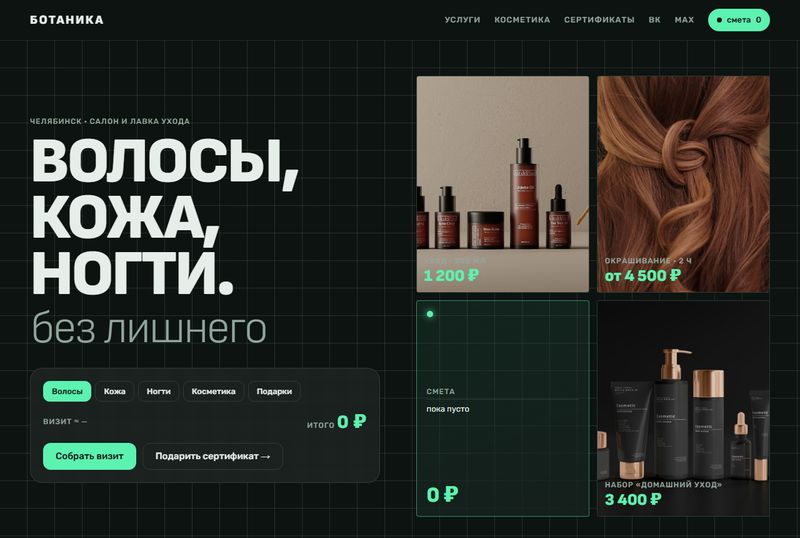 БОТАНИКА
УСЛУГИ КОСМЕТИКА СЕРТИФИКАТЫ ВК MAX смета 0
ЧЕЛЯБИНСК • САЛОН И ЛАВКА УХОДА
ВОЛОСЫ,
КОЖА,
НОГТИ.
без лишнего
Волосы Кожа Ногти Косметика Подарки
ВИЗИТ ≈ —
ИТОГО 0 ₽
Собрать визит Подарить сертификат →
1 200 ₽
ОКРАШИВАНИЕ • 2 Ч
от 4 500 ₽
СМЕТА
пока пусто
0 ₽
НАБОР «ДОМАШНИЙ УХОД»
3 400 ₽